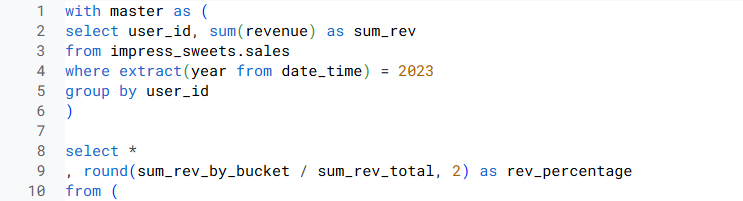 1 with master as (
2 select user_id, sum(revenue) as sum_rev
3 from impress_sweets.sales
4 where extract(year from date_time) = 2023
5 group by user_id
6 )
7
8 select *
9 , round(sum_rev_by_bucket / sum_rev_total, 2) as rev_percentage
10 from (